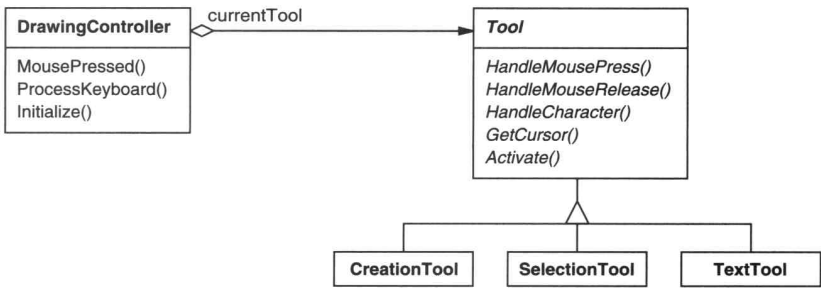 DrawingController
currentTool
Tool
MousePressed()
ProcessKeyboard()
Initialize()
HandleMousePress()
HandleMouseRelease()
HandleCharacter()
GetCursor()
Activate()
CreationTool
SelectionTool
TextTool